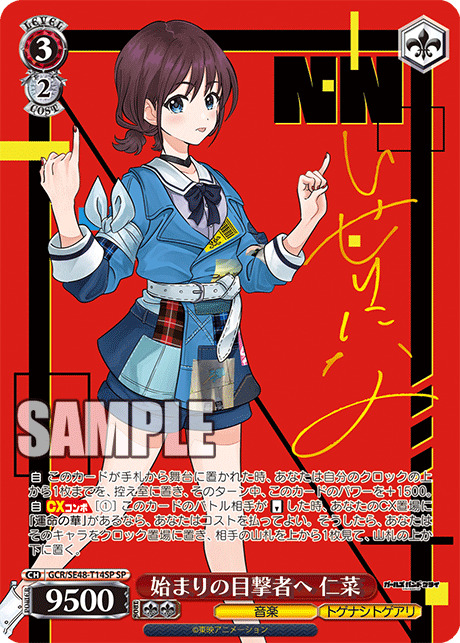 LEVEL
3
2
COST
N·W
いせりにな
SAMPLE
自 このカードが手札から舞台に置かれた時、あなたは自分のクロックの上
から1枚までを、控え室に置き、そのターン中、このカードのパワーを+1500。
自 CXコンボ [①] このカードのバトル相手が した時、あなたのCX置場に
「運命の華」があるなら、あなたはコストを払ってよい。そうしたら、あなたは
そのキャラをクロック置場に置き、相手の山札を上から1枚見て、山札の上か
下に置く。
CH GCR/SE48-T14SP SP
ガールズバンドクライ
POWER 9500
SOUL
始まりの目撃者へ 仁菜
音楽
トゲナシトゲアリ
©東映アニメーション